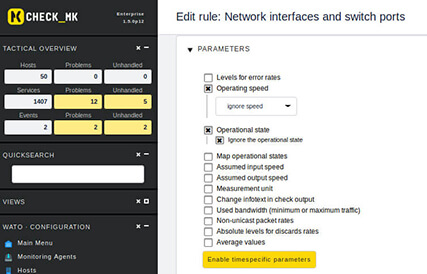 CHECK_MK
Enterprise
1.5.0p12
TACTICAL OVERVIEW
Hosts Problems Unhandled
50 0 0
Services Problems Unhandled
1407 12 5
Events Problems Unhandled
2 2 2
QUICKSEARCH
VIEWS
WATO · CONFIGURATION
Main Menu
Monitoring Agents
Hosts
Edit rule: Network interfaces and switch ports
PARAMETERS
Levels for error rates
Operating speed
ignore speed
Operational state
Ignore the operational state
Map operational states
Assumed input speed
Assumed output speed
Measurement unit
Change infotext in check output
Used bandwidth (minimum or maximum traffic)
Non-unicast packet rates
Absolute levels for discards rates
Average values
Enable timespecific parameters